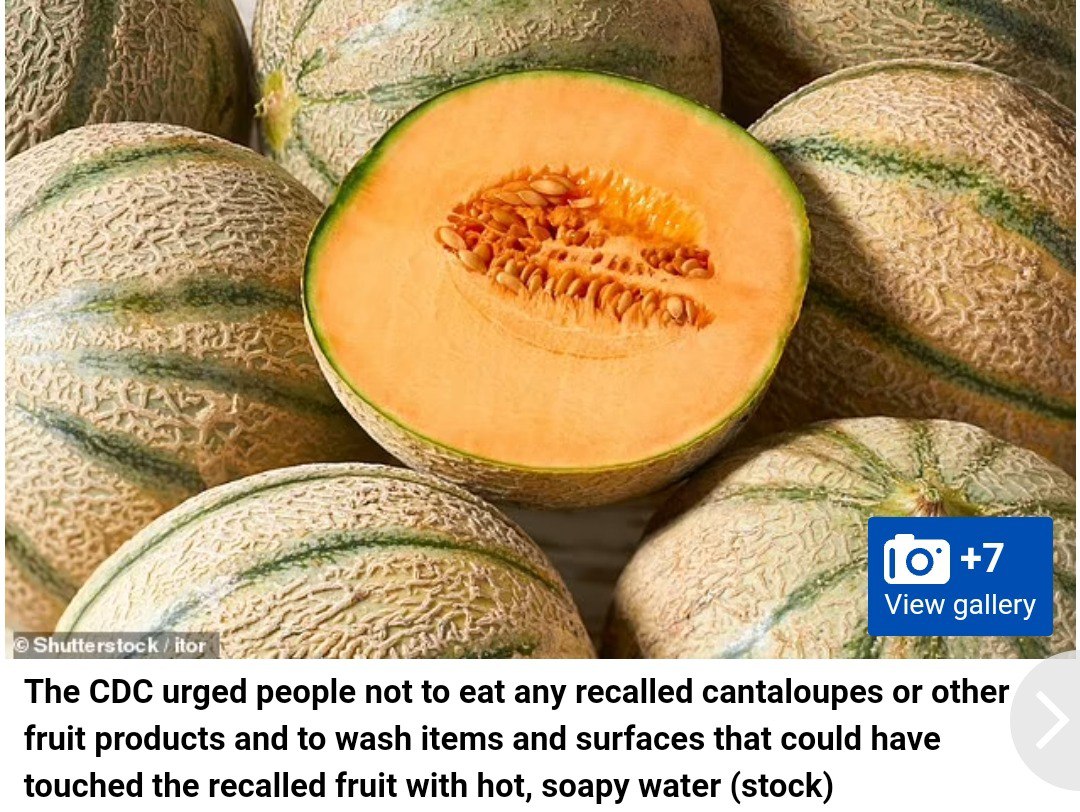 +7
View gallery
© Shutterstock / itor
The CDC urged people not to eat any recalled cantaloupes or other
fruit products and to wash items and surfaces that could have
touched the recalled fruit with hot, soapy water (stock)